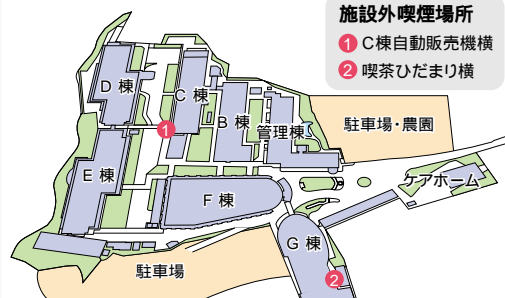 施設外喫煙場所
1 C棟自動販売機横
2 喫茶ひだまり横
D 棟
C 棟
B 棟
管理棟
駐車場・農園
1
E 棟
F 棟
ケアホーム
G 棟
駐車場
2